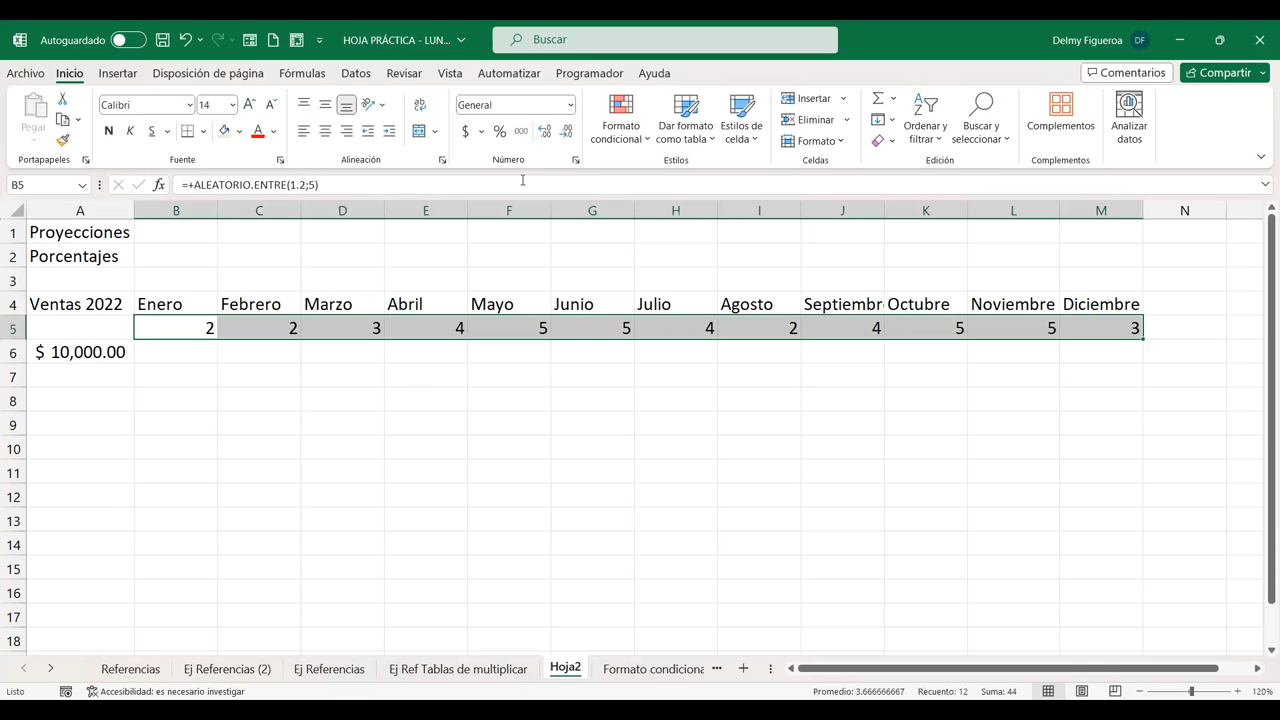 Autoguardado
HOJA PRÁCTICA - LUN...
Buscar
Delmy Figueroa
DF
Archivo Inicio Insertar Disposición de página Fórmulas Datos Revisar Vista Automatizar Programador Ayuda
Comentarios
Compartir
Pegar
Portapapeles
Calibri
14
N K S
Fuente
Alineación
General
$ % 000
Número
Formato condicional
Dar formato como tabla
Estilos de celda
Estilos
Insertar
Eliminar
Formato
Celdas
Ordenar y filtrar
Buscar y seleccionar
Edición
Complementos
Complementos
Analizar datos
B5
fx
=+ALEATORIO.ENTRE(1.2;5)
A B C D E F G H I J K L M N
1 Proyecciones
2 Porcentajes
3
4 Ventas 2022 Enero Febrero Marzo Abril Mayo Junio Julio Agosto Septiembr Octubre Noviembre Diciembre
5 2 2 3 4 5 5 4 2 4 5 5 3
6 $ 10,000.00
7
8
9
10
11
12
13
14
15
16
17
18
Referencias Ej Referencias (2) Ej Referencias Ej Ref Tablas de multiplicar Hoja2 Formato condiciona ...
Listo
Accesibilidad: es necesario investigar
Promedio: 3.666666667 Recuento: 12 Suma: 44
120%